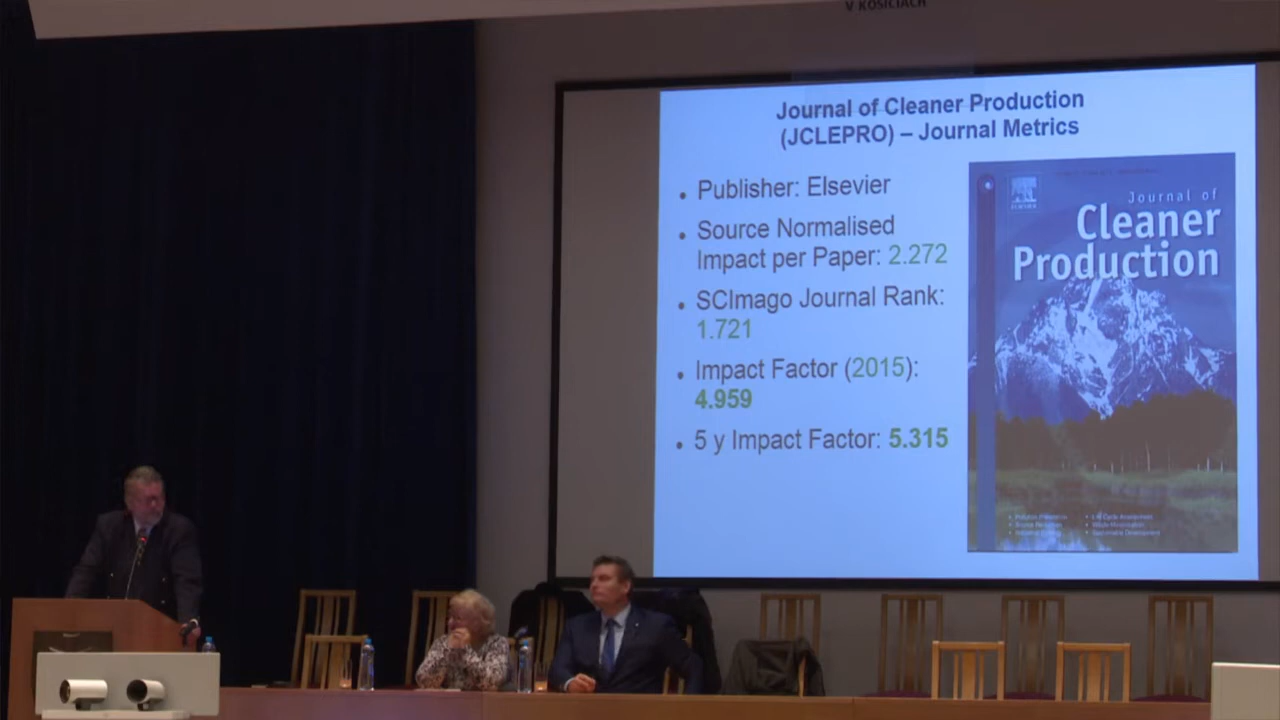 V KOŠICIACH
Journal of Cleaner Production
(JCLEPRO) – Journal Metrics
• Publisher: Elsevier
• Source Normalised
Impact per Paper: 2.272
• SCImago Journal Rank:
1.721
• Impact Factor (2015):
4.959
• 5 y Impact Factor: 5.315
ELSEVIER
Journal of
Cleaner
Production